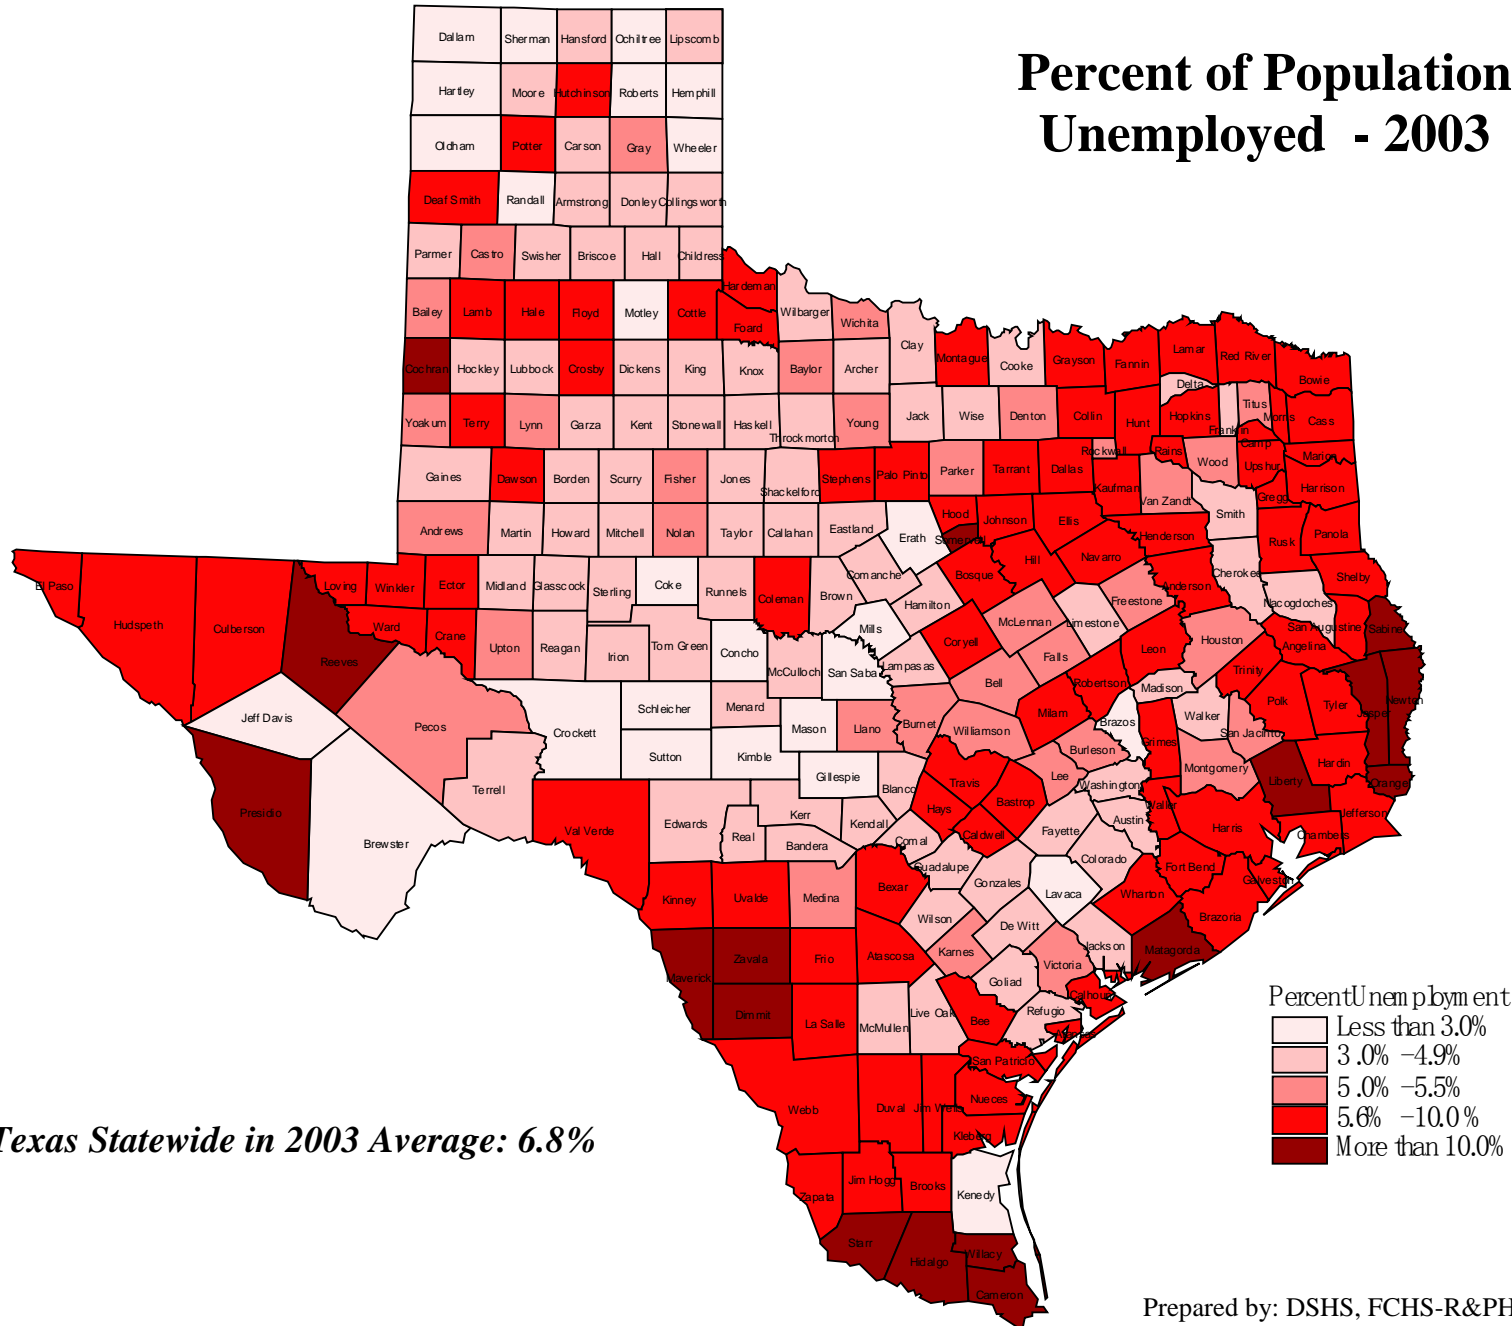 Percent of Population
Unemployed - 2003
Dallam Sherman Hansford Ochiltree Lipscomb
Hartley Moore Hutchinson Roberts Hemphill
Oldham Potter Carson Gray Wheeler
Deaf Smith Randall Armstrong Donley Collingsworth
Parmer Castro Swisher Briscoe Hall Childress
Hardeman
Bailey Lamb Hale Floyd Motley Cottle Foard Wilbarger Wichita
Clay Montague Cooke Grayson Fannin Lamar Red River Bowie
Cochran Hockley Lubbock Crosby Dickens King Knox Baylor Archer
Delta
Yoakum Terry Lynn Garza Kent Stonewall Haskell Throckmorton Young Jack Wise Denton Collin Hunt Hopkins Franklin Titus Morris Cass
Camp
Gaines Dawson Borden Scurry Fisher Jones Shackelford Stephens Palo Pinto Parker Tarrant Dallas Rockwall Rains Wood Upshur Marion
Kaufman Van Zandt Gregg Harrison
Andrews Martin Howard Mitchell Nolan Taylor Callahan Eastland Erath Hood Somervell Johnson Ellis Henderson Smith Rusk Panola
El Paso Hudspeth Culberson Reaves Loving Winkler Ector Midland Glasscock Sterling Coke Runnels Coleman Brown Comanche Hamilton Bosque Hill Navarro Freestone Anderson Cherokee Nacogdoches Shelby
Ward Crane Upton Reagan Irion Tom Green Concho McCulloch San Saba Mills Lampasas Coryell McLennan Limestone Falls Leon Houston Trinity Angelina San Augustine Sabine
Jeff Davis Pecos Crockett Schleicher Menard Mason Llano Burnet Bell Williamson Milam Robertson Brazos Madison Walker San Jacinto Polk Tyler Jasper Newton
Presidio Brewster Terrell Sutton Kimble Gillespie Blanco Travis Lee Burleson Washington Grimes Montgomery Liberty Hardin Orange
Val Verde Edwards Real Kerr Bandera Kendall Comal Hays Caldwell Bastrop Fayette Austin Waller Harris Chambers Jefferson
Kinney Uvalde Medina Bexar Guadalupe Gonzales Lavaca Colorado Wharton Fort Bend Brazoria Galveston
Maverick Zavala Frio Atascosa Wilson Karnes De Witt Victoria Jackson Matagorda
Dimmit La Salle McMullen Live Oak Bee Goliad Refugio Calhoun
Aransas
San Patricio
Webb Duval Jim Wells Nueces
Kleberg
Zapata Jim Hogg Brooks Kenedy
Starr Hidalgo Willacy
Cameron
Percent Unemployment
Less than 3.0%
3.0% -4.9%
5.0% -5.5%
5.6% -10.0%
More than 10.0%
Texas Statewide in 2003 Average: 6.8%
Prepared by: DSHS, FCHS-R&PH